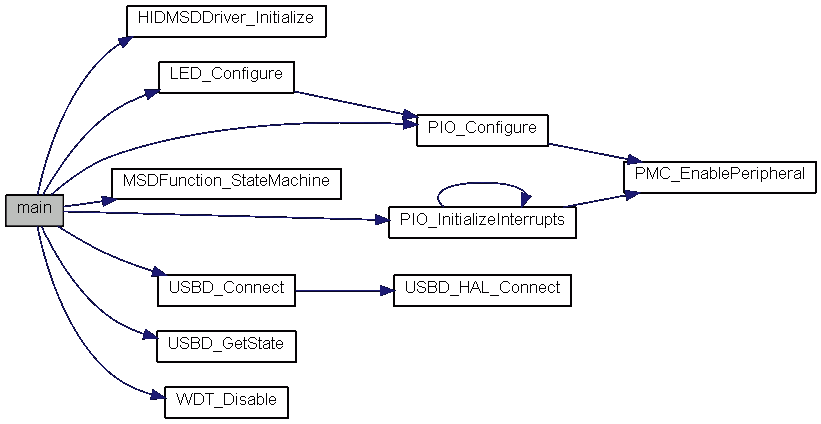 HIDMSDDriver_Initialize
LED_Configure
PIO_Configure
PMC_EnablePeripheral
MSDFunction_StateMachine
main
PIO_InitializeInterrupts
USBD_Connect
USBD_HAL_Connect
USBD_GetState
WDT_Disable